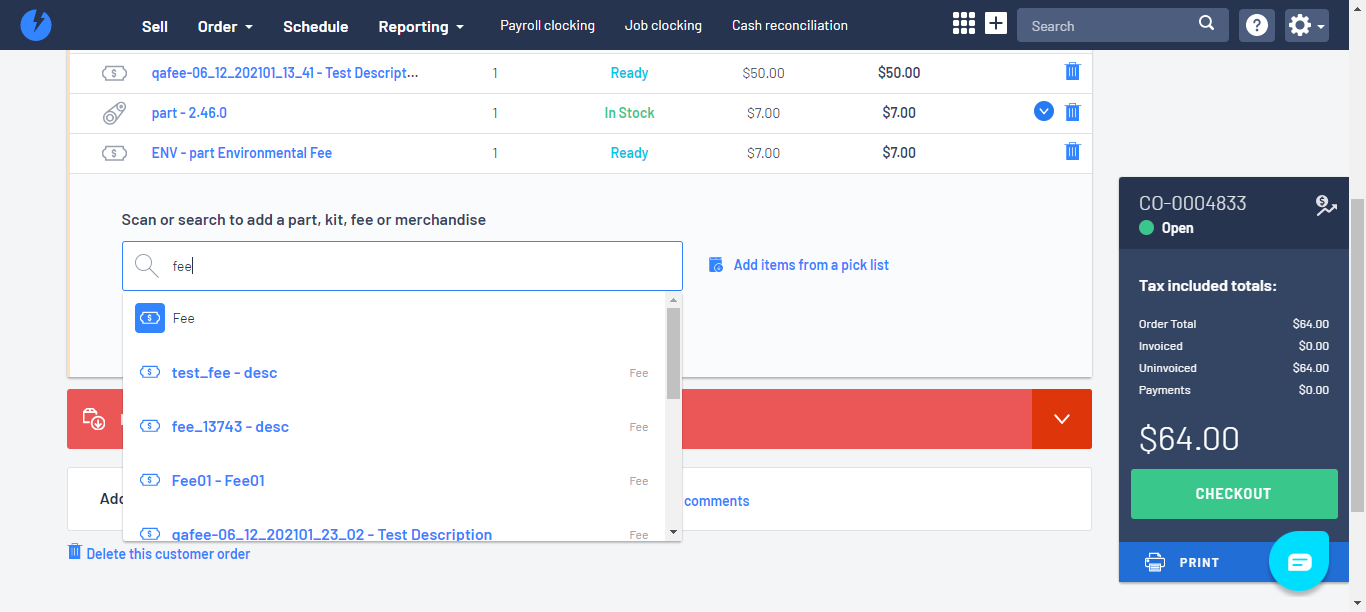 Sell Order Schedule Reporting Payroll clocking Job clocking Cash reconciliation Search
qafee-06_12_202101_13_41 - Test Descript... 1 Ready $50.00 $50.00
part - 2.46.0 1 In Stock $7.00 $7.00
ENV - part Environmental Fee 1 Ready $7.00 $7.00
Scan or search to add a part, kit, fee or merchandise
fee
Add items from a pick list
Fee
test_fee - desc Fee
fee_13743 - desc Fee
Fee01 - Fee01 Fee
qafee-06_12_202101_23_02 - Test Description Fee
comments
Delete this customer order
CO-0004833
Open
Tax included totals:
Order Total $64.00
Invoiced $0.00
Uninvoiced $64.00
Payments $0.00
$64.00
CHECKOUT
PRINT